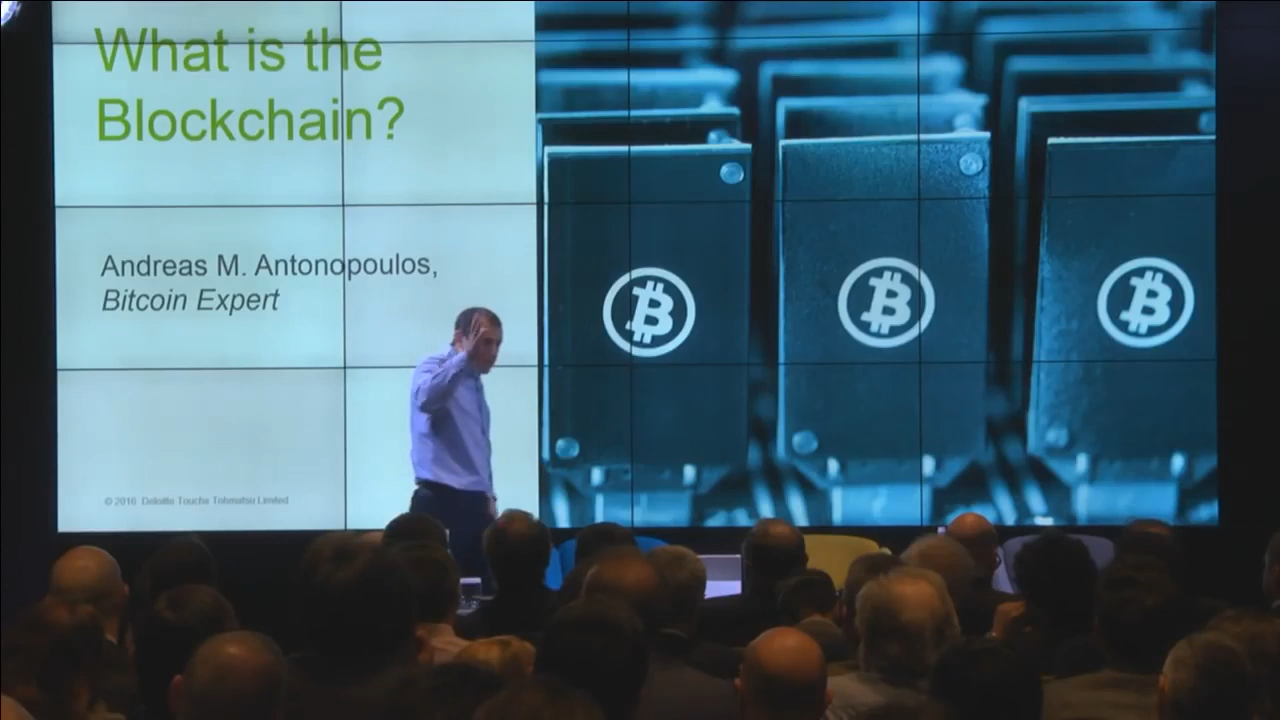 What is the
Blockchain?
Andreas M. Antonopoulos,
Bitcoin Expert
© 2016 Deloitte Touche Tohmatsu Limited